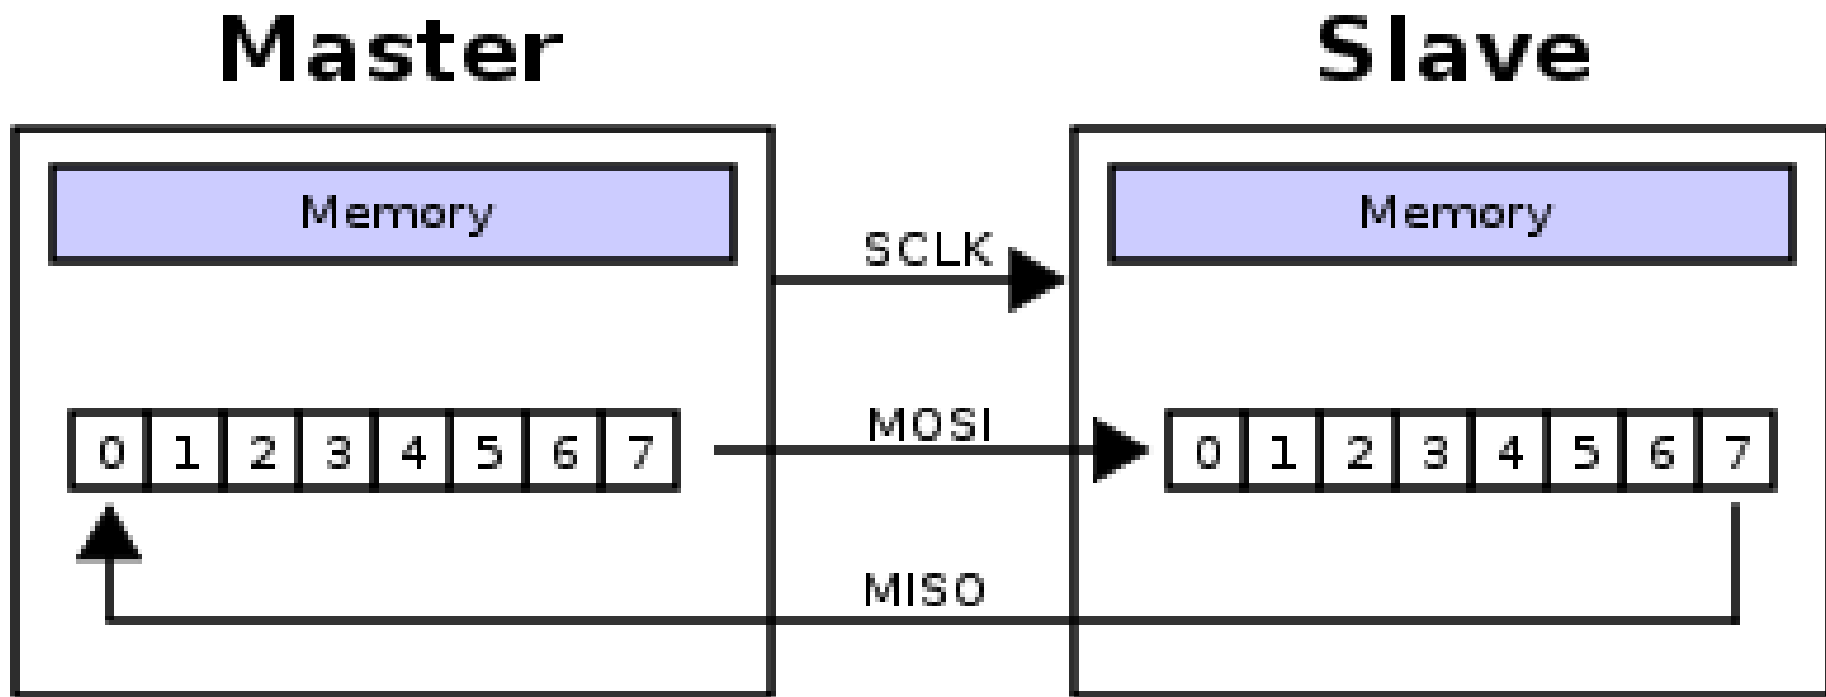 Master Slave
Memory Memory
SCLK
MOSI
0 1 2 3 4 5 6 7 0 1 2 3 4 5 6 7
MISO